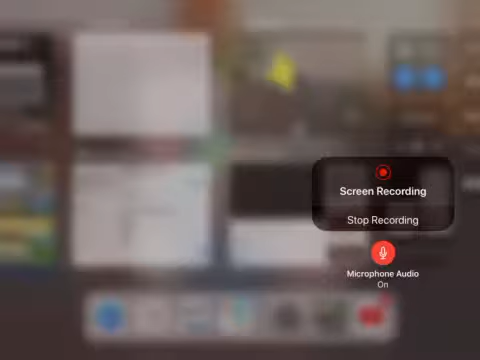 Screen Recording
Stop Recording
Microphone Audio
On